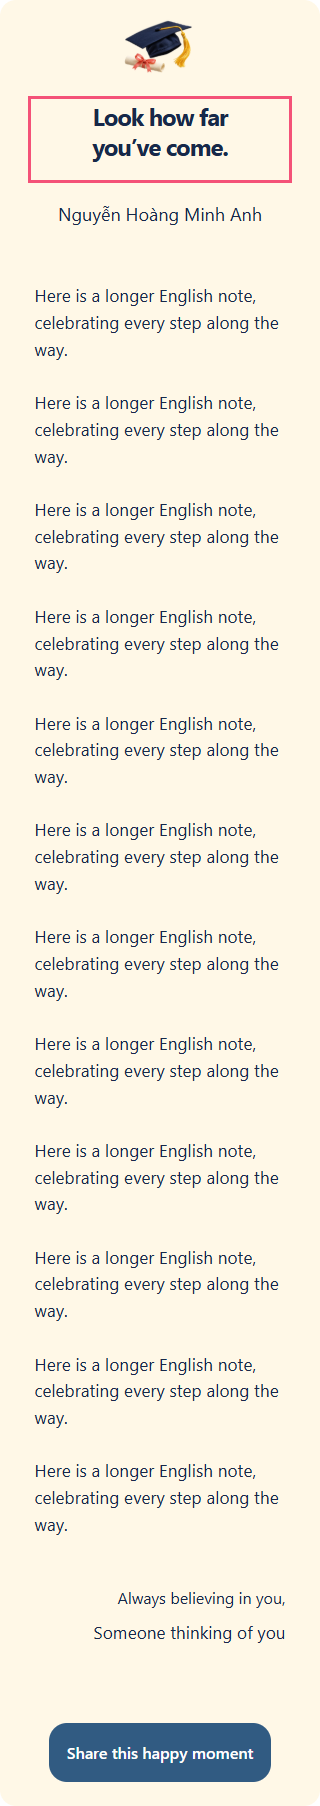 Look how far
you’ve come.
Nguyễn Hoàng Minh Anh
Here is a longer English note,
celebrating every step along the
way.
Here is a longer English note,
celebrating every step along the
way.
Here is a longer English note,
celebrating every step along the
way.
Here is a longer English note,
celebrating every step along the
way.
Here is a longer English note,
celebrating every step along the
way.
Here is a longer English note,
celebrating every step along the
way.
Here is a longer English note,
celebrating every step along the
way.
Here is a longer English note,
celebrating every step along the
way.
Here is a longer English note,
celebrating every step along the
way.
Here is a longer English note,
celebrating every step along the
way.
Here is a longer English note,
celebrating every step along the
way.
Here is a longer English note,
celebrating every step along the
way.
Always believing in you,
Someone thinking of you
Share this happy moment